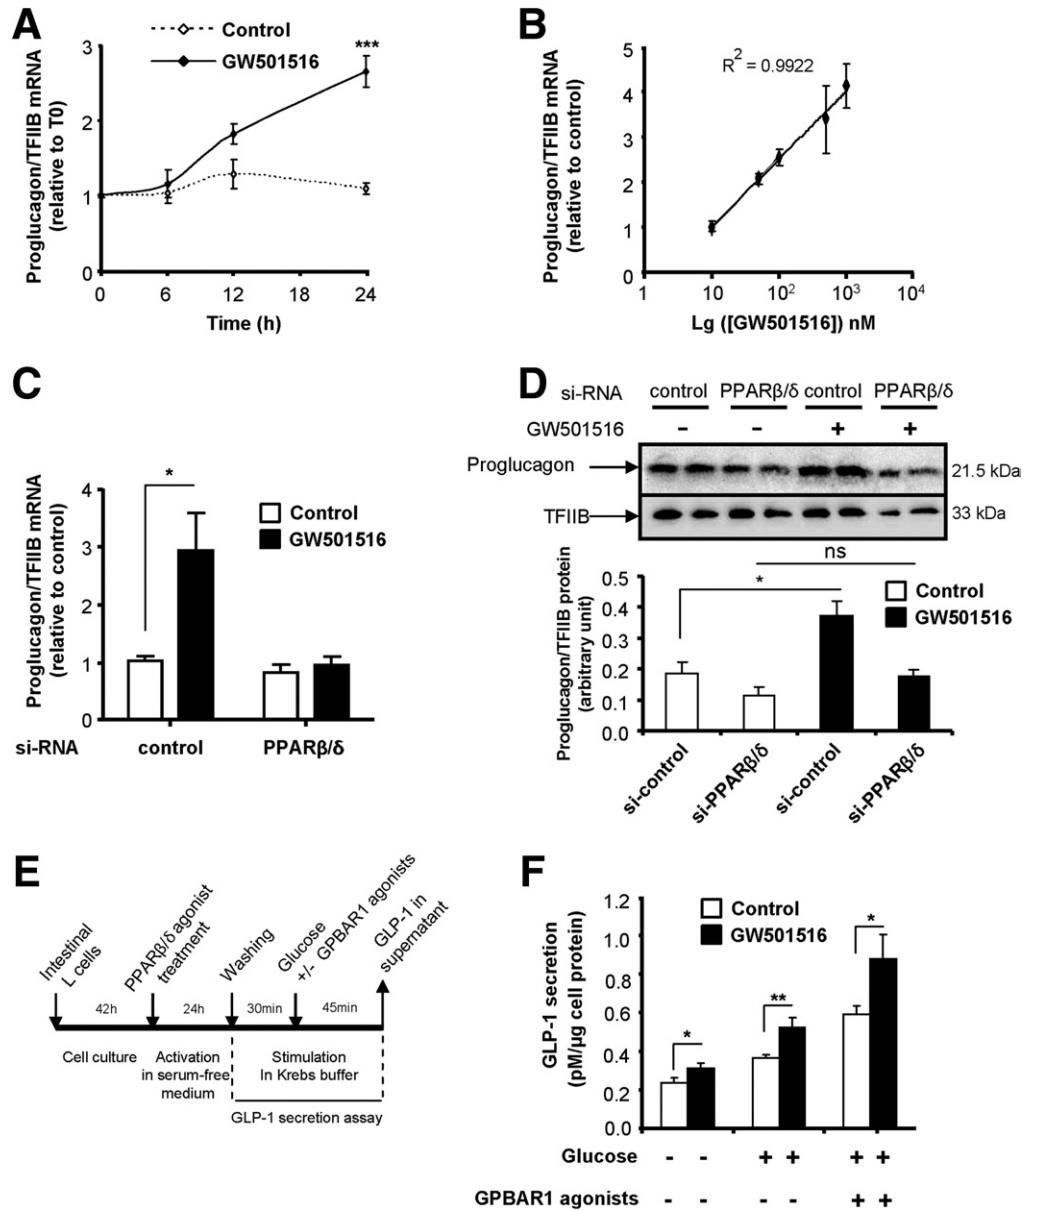 A
Control
GW501516
***
Proglucagon/TFIIB mRNA
(relative to T0)
3
2
1
0
0 6 12 18 24
Time (h)
B
R² = 0.9922
Proglucagon/TFIIB mRNA
(relative to control)
5
4
3
2
1
0
1 10 10² 10³ 10⁴
Lg ([GW501516]) nM
C
*
Control
GW501516
Proglucagon/TFIIB mRNA
(relative to control)
4
3
2
1
0
si-RNA control PPARβ/δ
D
si-RNA control PPARβ/δ control PPARβ/δ
GW501516 - - + +
Proglucagon 21.5 kDa
TFIIB 33 kDa
ns
*
Control
GW501516
Proglucagon/TFIIB protein
(arbitrary unit)
0.5
0.4
0.3
0.2
0.1
0.0
si-control si-PPARβ/δ si-control si-PPARβ/δ
E
Intestinal
L cells
PPARβ/δ agonist
treatment
Washing
Glucose
+/- GPBAR1 agonists
GLP-1 in
supernatant
42h 24h 30min 45min
Cell culture
Activation
in serum-free
medium
Stimulation
In Krebs buffer
GLP-1 secretion assay
F
Control
GW501516
* ** *
GLP-1 secretion
(pM/µg cell protein)
1.2
1.0
0.8
0.6
0.4
0.2
0.0
Glucose - - + + + +
GPBAR1 agonists - - - - + +